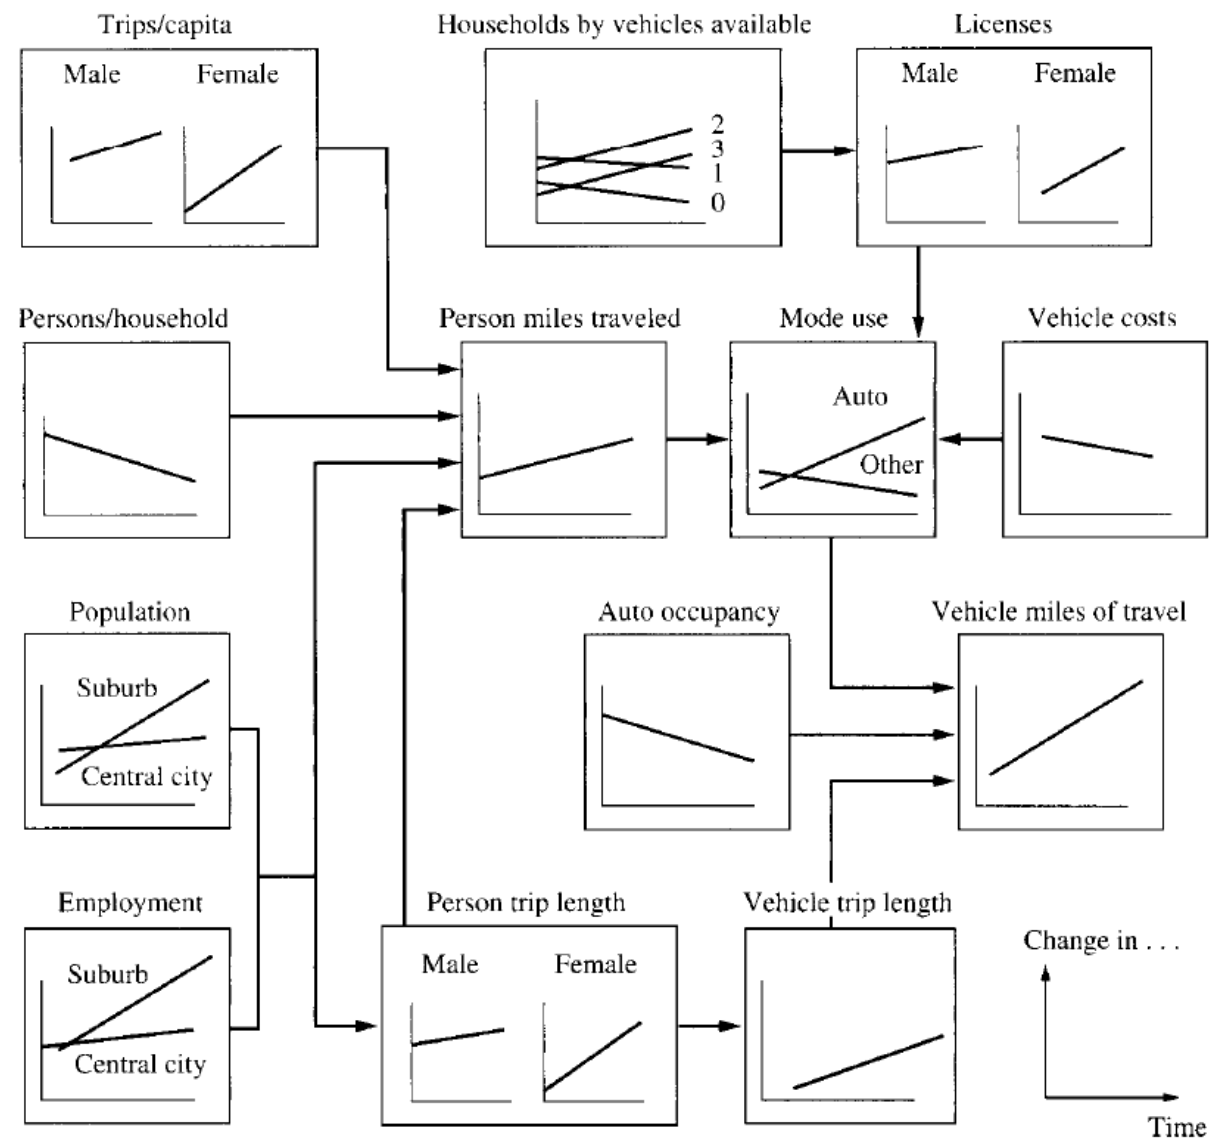 Trips/capita
Households by vehicles available
Licenses
Male Female
2
3
1
0
Male Female
Persons/household
Person miles traveled
Mode use
Vehicle costs
Auto
Other
Population
Auto occupancy
Vehicle miles of travel
Suburb
Central city
Employment
Person trip length
Vehicle trip length
Suburb
Central city
Male Female
Change in . . .
Time